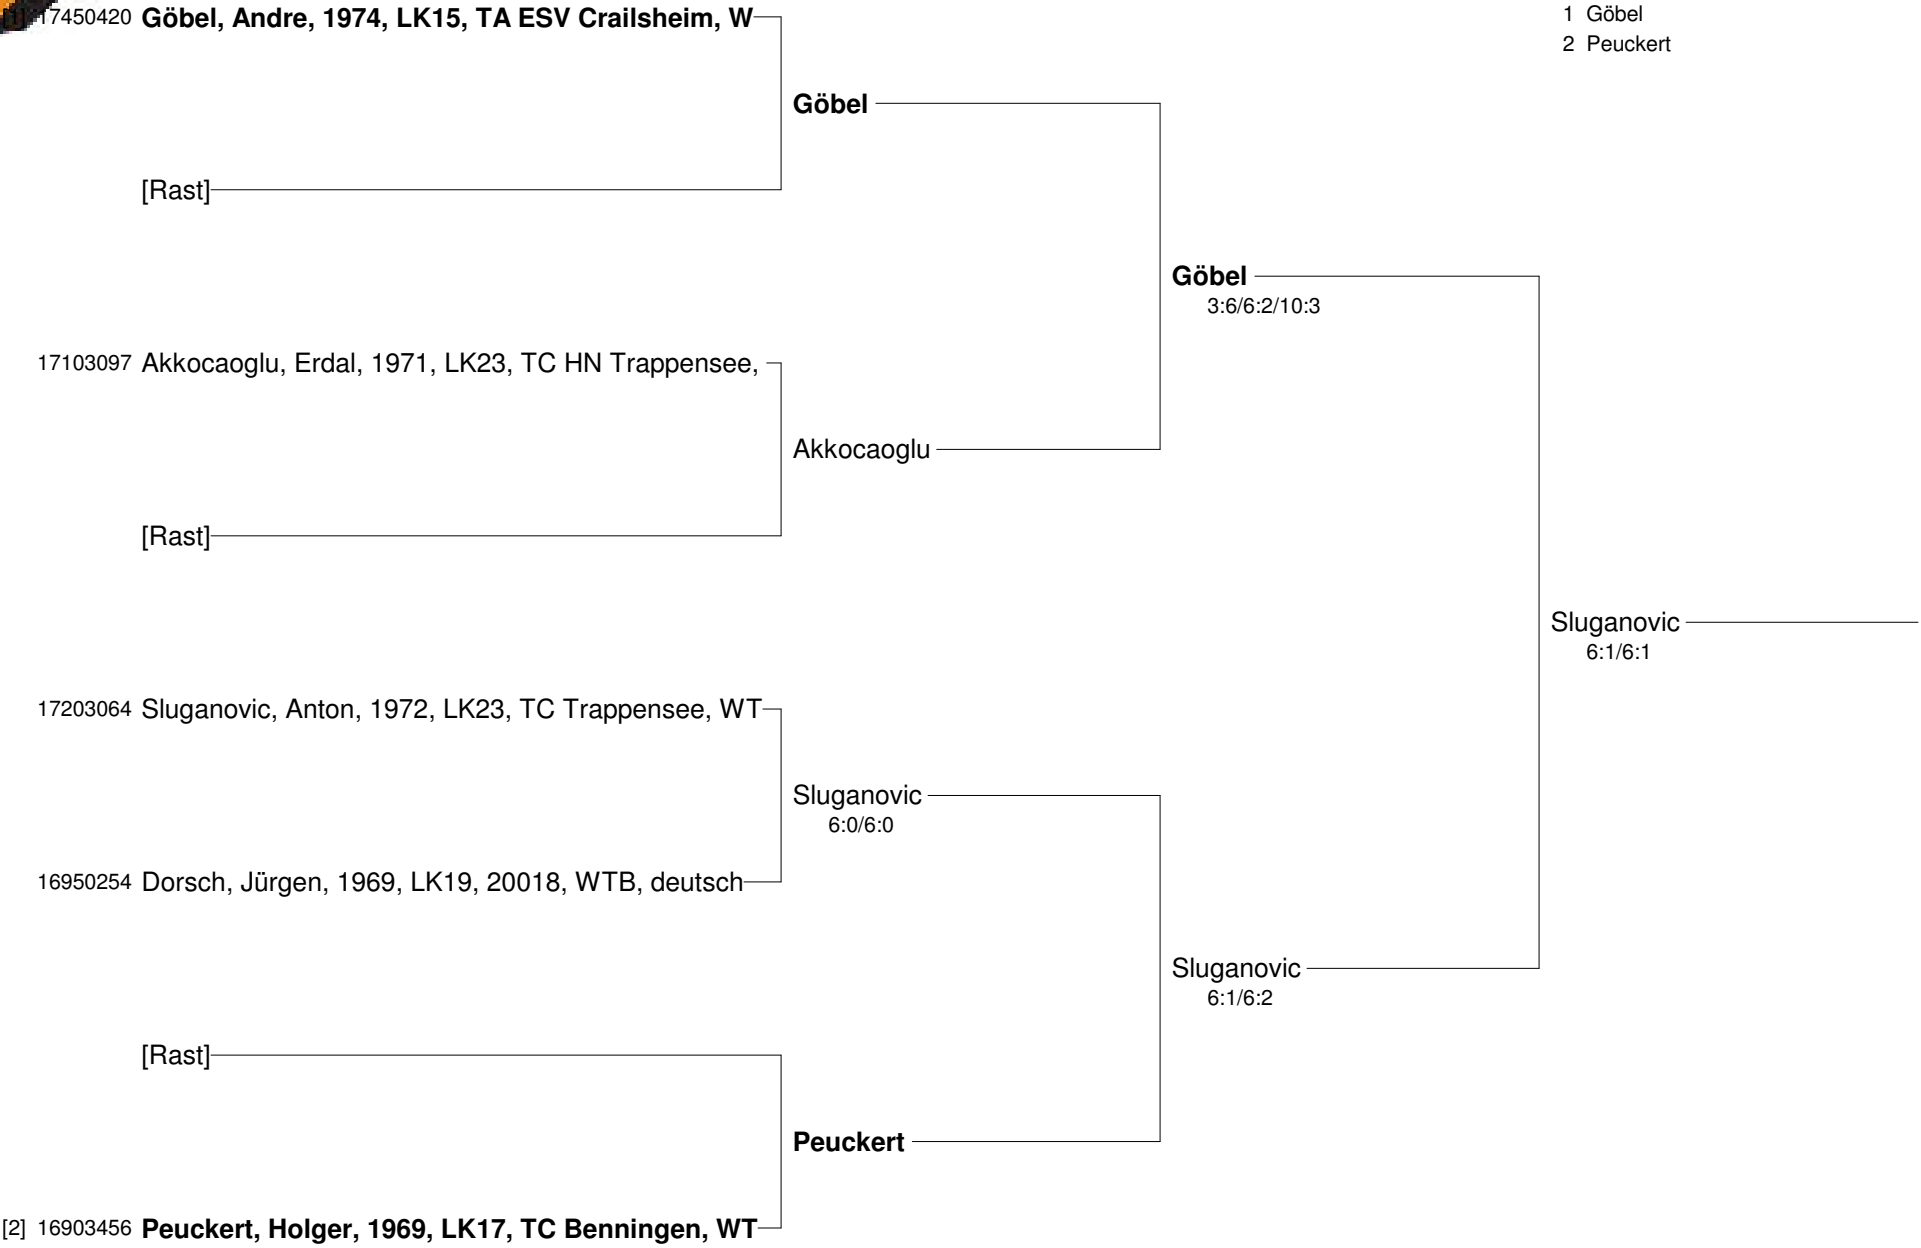 [1] 17450420 Göbel, Andre, 1974, LK15, TA ESV Crailsheim, W
1 Göbel
2 Peuckert
Göbel
[Rast]
Göbel
3:6/6:2/10:3
17103097 Akkocaoglu, Erdal, 1971, LK23, TC HN Trappensee,
Akkocaoglu
[Rast]
Sluganovic
6:1/6:1
17203064 Sluganovic, Anton, 1972, LK23, TC Trappensee, WT
Sluganovic
6:0/6:0
16950254 Dorsch, Jürgen, 1969, LK19, 20018, WTB, deutsch
Sluganovic
6:1/6:2
[Rast]
Peuckert
[2] 16903456 Peuckert, Holger, 1969, LK17, TC Benningen, WT